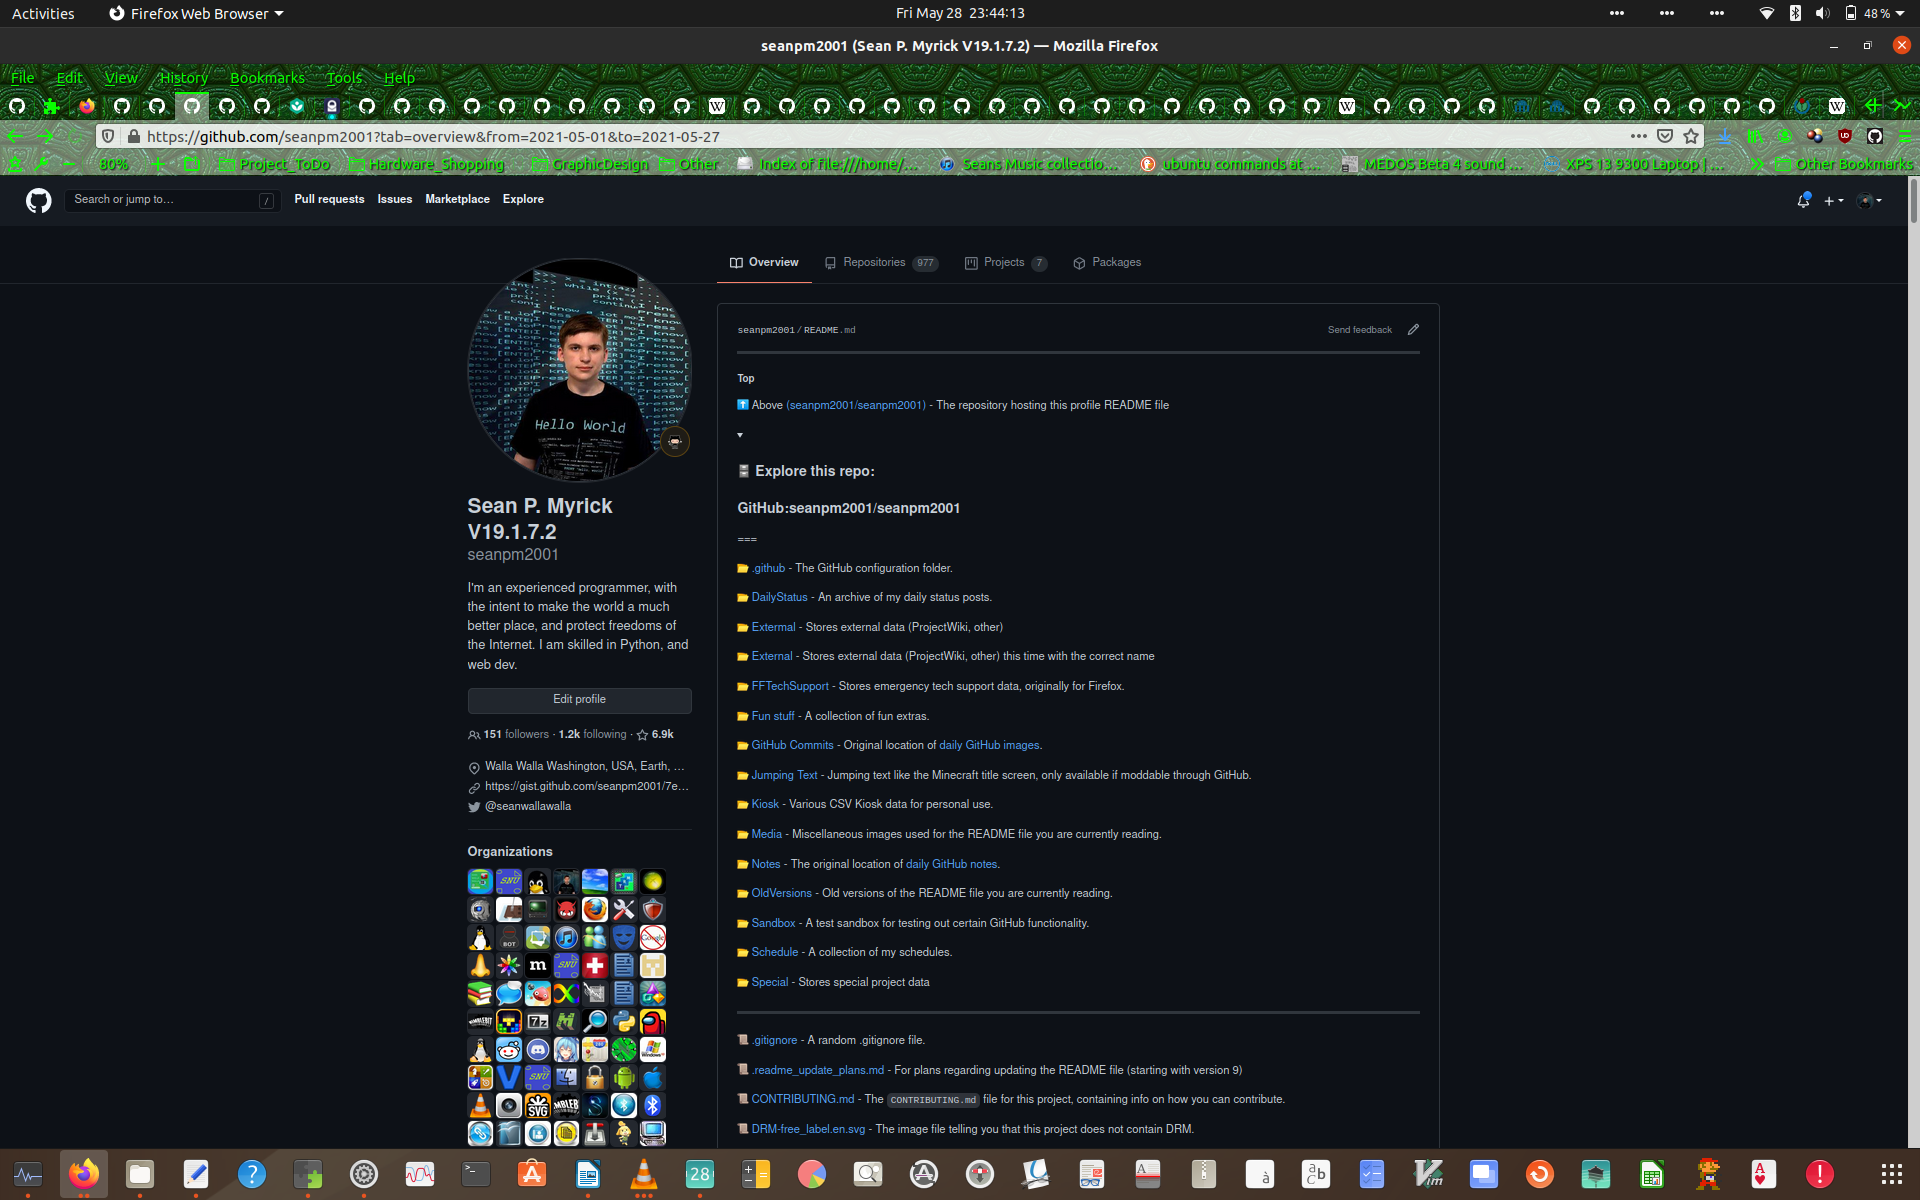 Activities
Firefox Web Browser
Fri May 28 23:44:13
48 %
seanpm2001 (Sean P. Myrick V19.1.7.2) — Mozilla Firefox
File Edit View History Bookmarks Tools Help
https://github.com/seanpm2001?tab=overview&from=2021-05-01&to=2021-05-27
80% Project_ToDo Hardware_Shopping GraphicDesign Other Index of file:///home/... Seans Music collectio... ubuntu commands at ... MEDOS Beta 4 sound ... XPS 13 9300 Laptop | ... Other Bookmarks
Search or jump to... /
Pull requests Issues Marketplace Explore
Overview Repositories 977 Projects 7 Packages
Hello World
Sean P. Myrick
V19.1.7.2
seanpm2001
I'm an experienced programmer, with
the intent to make the world a much
better place, and protect freedoms of
the Internet. I am skilled in Python, and
web dev.
Edit profile
151 followers · 1.2k following · 6.9k
Walla Walla Washington, USA, Earth, ...
https://gist.github.com/seanpm2001/7e...
@seanwallawalla
Organizations
seanpm2001/README.md
Send feedback
Top
Above (seanpm2001/seanpm2001) - The repository hosting this profile README file
Explore this repo:
GitHub:seanpm2001/seanpm2001
===
.github - The GitHub configuration folder.
DailyStatus - An archive of my daily status posts.
Extermal - Stores external data (ProjectWiki, other)
External - Stores external data (ProjectWiki, other) this time with the correct name
FFTechSupport - Stores emergency tech support data, originally for Firefox.
Fun stuff - A collection of fun extras.
GitHub Commits - Original location of daily GitHub images.
Jumping Text - Jumping text like the Minecraft title screen, only available if moddable through GitHub.
Kiosk - Various CSV Kiosk data for personal use.
Media - Miscellaneous images used for the README file you are currently reading.
Notes - The original location of daily GitHub notes.
OldVersions - Old versions of the README file you are currently reading.
Sandbox - A test sandbox for testing out certain GitHub functionality.
Schedule - A collection of my schedules.
Special - Stores special project data
.gitignore - A random .gitignore file.
.readme_update_plans.md - For plans regarding updating the README file (starting with version 9)
CONTRIBUTING.md - The CONTRIBUTING.md file for this project, containing info on how you can contribute.
DRM-free_label.en.svg - The image file telling you that this project does not contain DRM.
28